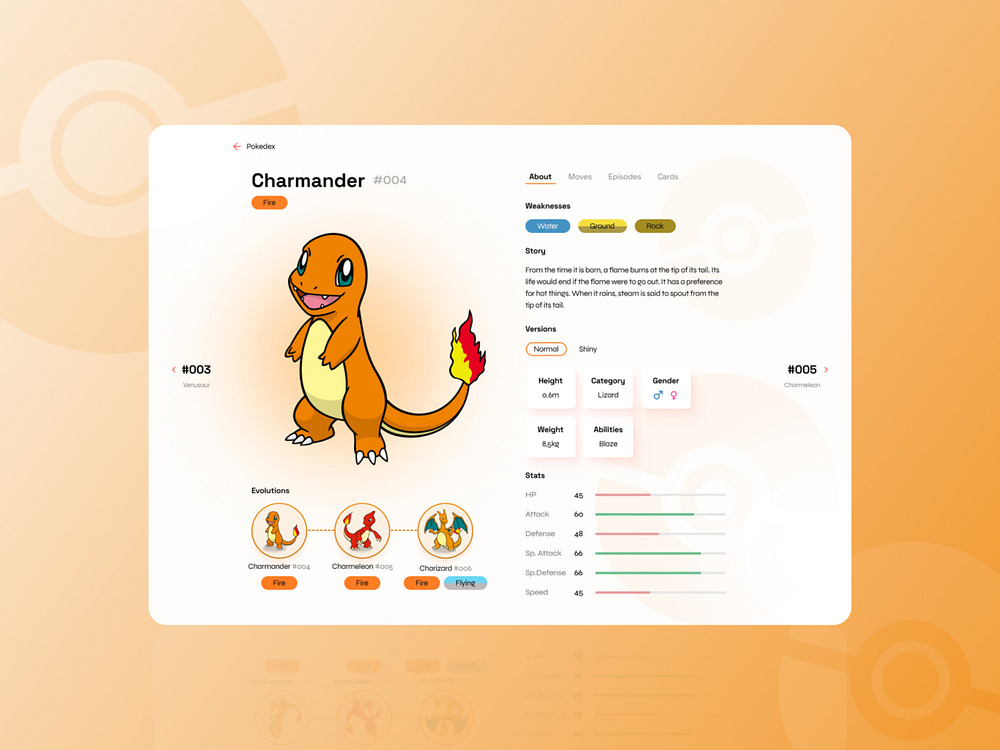 Pokedex
Charmander #004
Fire
#003
Venusaur
Evolutions
Charmander #004
Charmeleon #005
Charizard #006
Fire
Fire
Fire
Flying
About Moves Episodes Cards
Weaknesses
Water Ground Rock
Story
From the time it is born, a flame burns at the tip of its tail. Its
life would end if the flame were to go out. It has a preference
for hot things. When it rains, steam is said to spout from the
tip of its tail.
Versions
Normal Shiny
Height
0.6m
Category
Lizard
Gender
Weight
8,5kg
Abilities
Blaze
Stats
HP 45
Attack 60
Defense 48
Sp. Attack 66
Sp.Defense 66
Speed 45
#005
Charmeleon